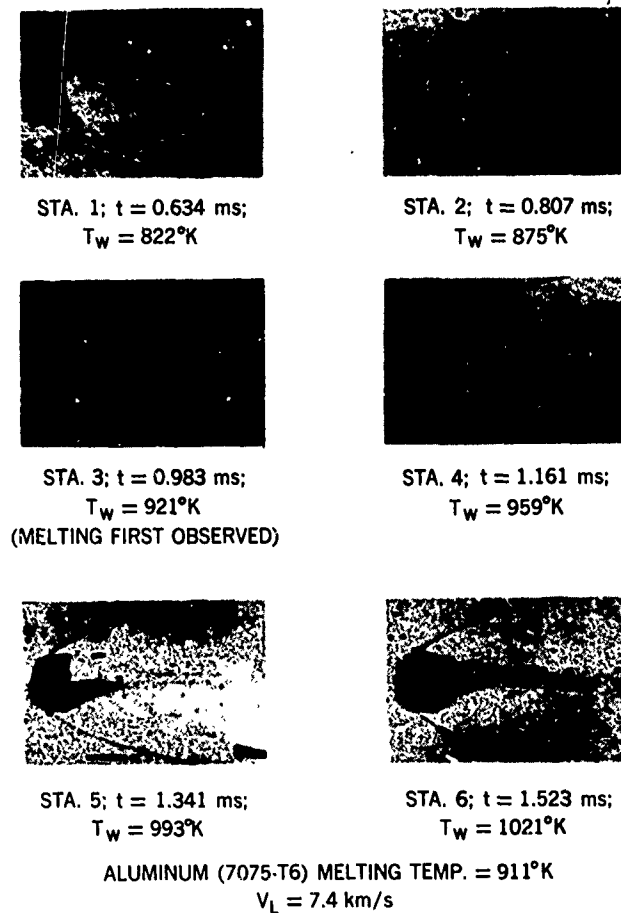 STA. 1; t = 0.634 ms;
T_W = 822°K
STA. 2; t = 0.807 ms;
T_W = 875°K
STA. 3; t = 0.983 ms;
T_W = 921°K
(MELTING FIRST OBSERVED)
STA. 4; t = 1.161 ms;
T_W = 959°K
STA. 5; t = 1.341 ms;
T_W = 993°K
STA. 6; t = 1.523 ms;
T_W = 1021°K
ALUMINUM (7075-T6) MELTING TEMP. = 911°K
V_L = 7.4 km/s